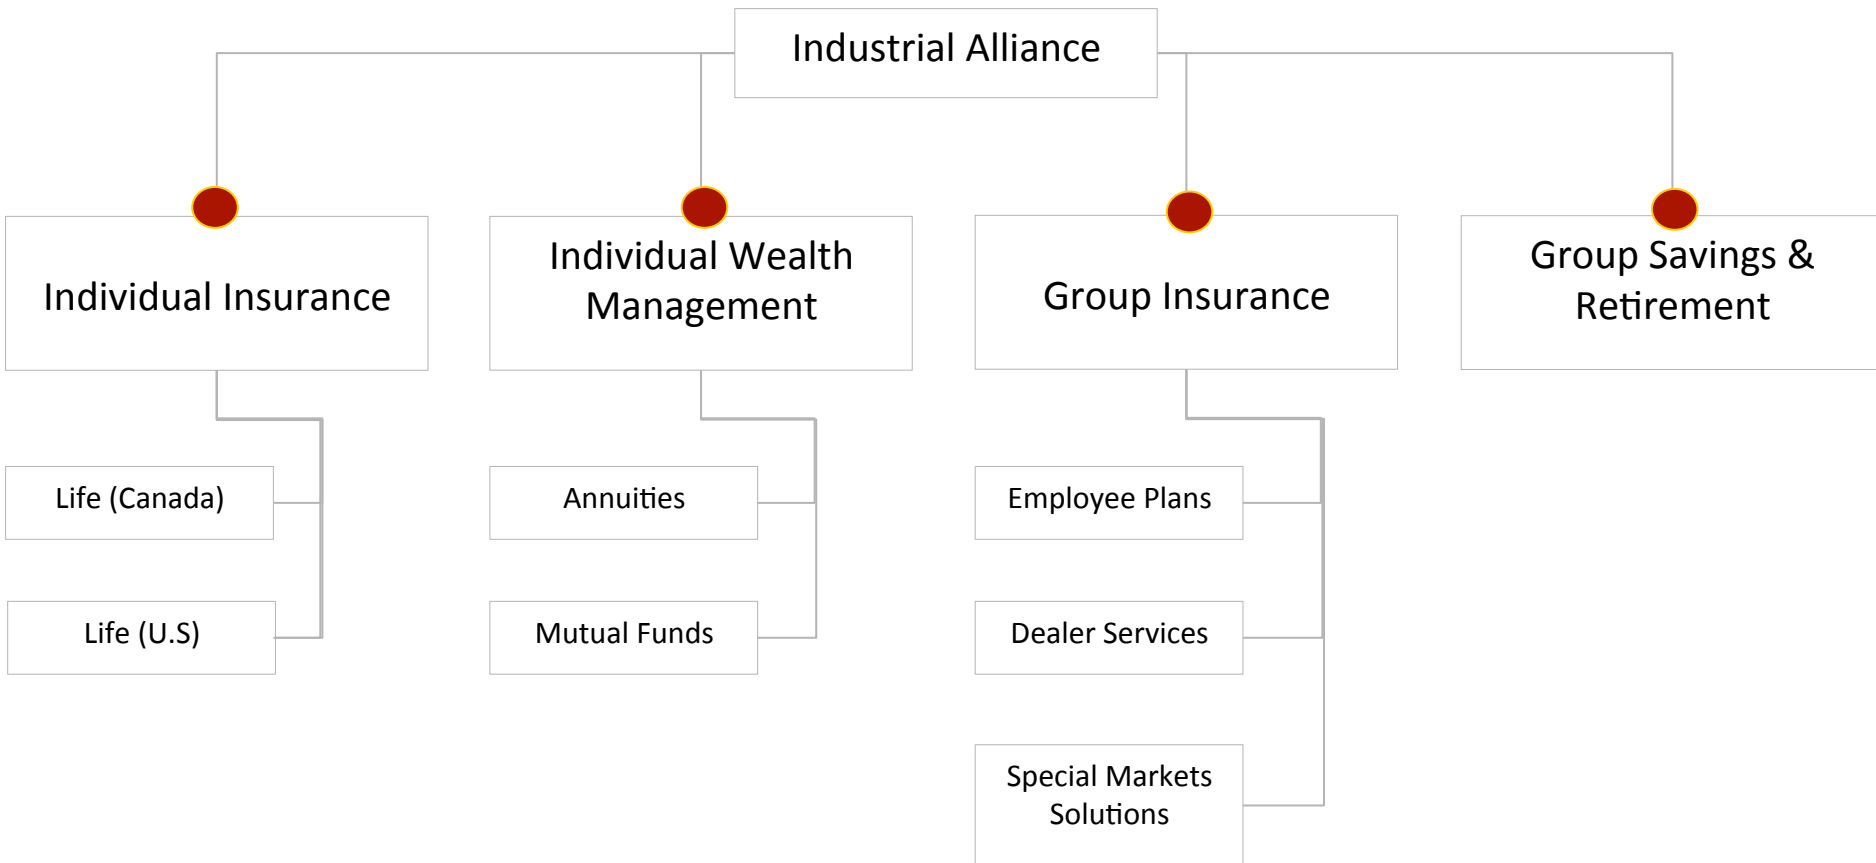 Industrial Alliance
Individual Insurance
Individual Wealth
Management
Group Insurance
Group Savings &
Retirement
Life (Canada)
Annuities
Employee Plans
Life (U.S)
Mutual Funds
Dealer Services
Special Markets
Solutions